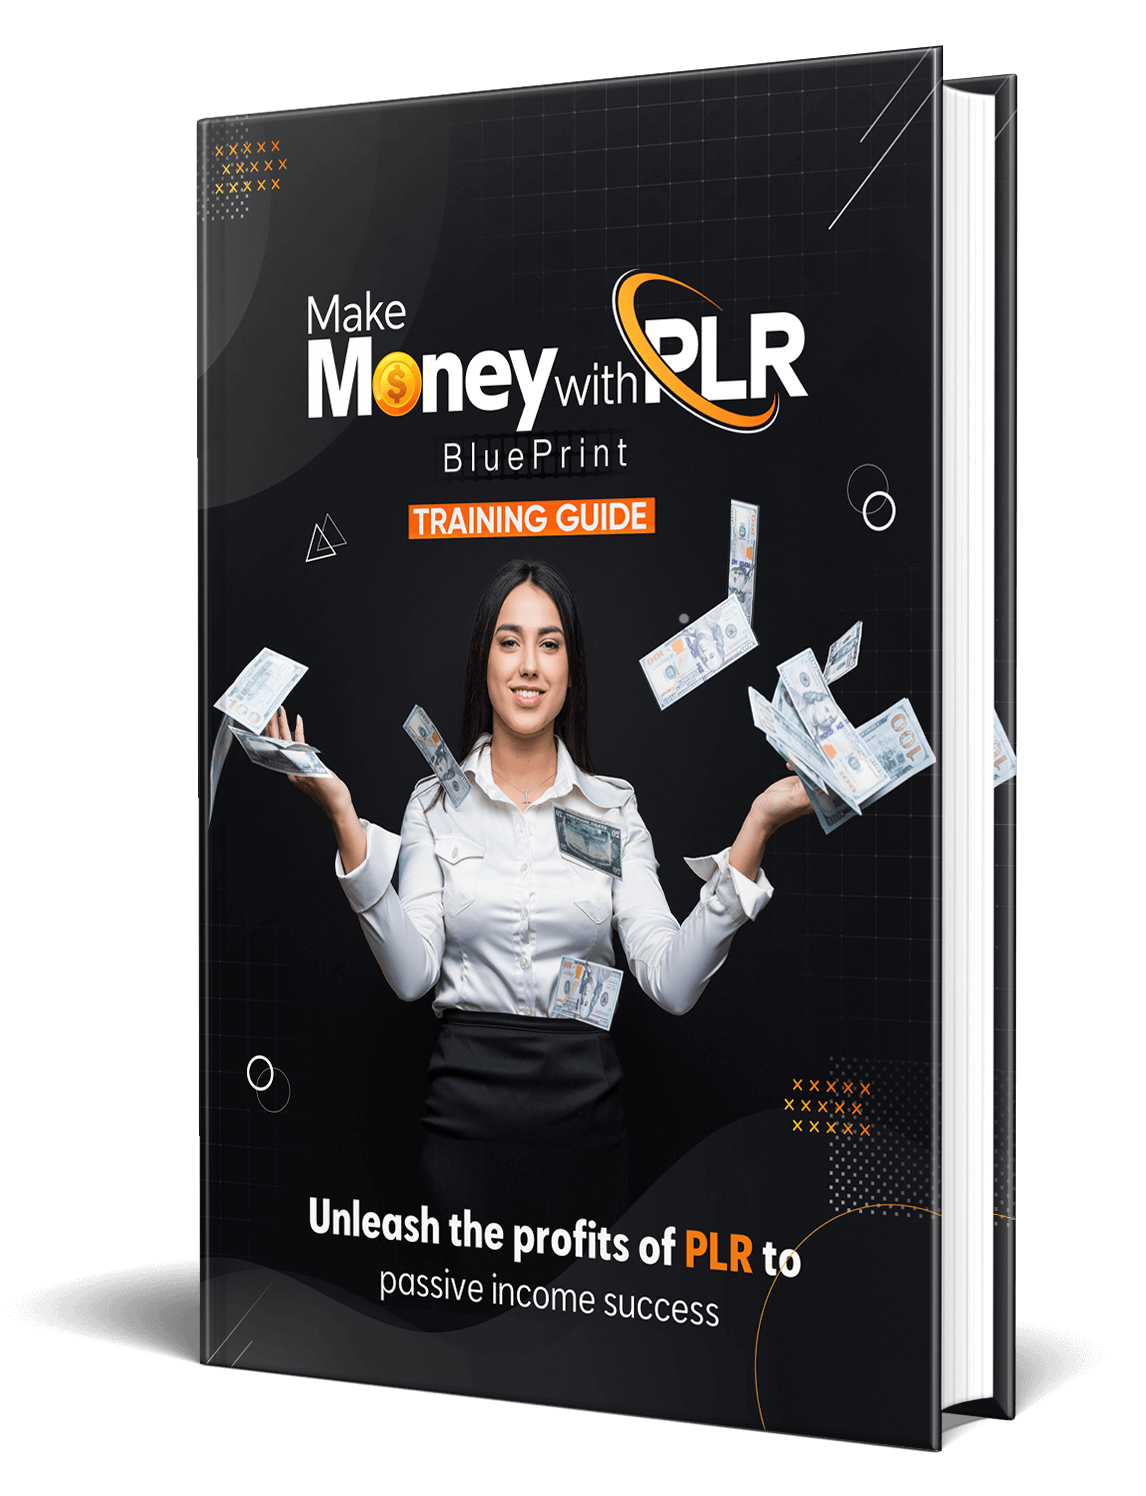 Make
Money with PLR
BluePrint
TRAINING GUIDE
Unleash the profits of PLR to
passive income success